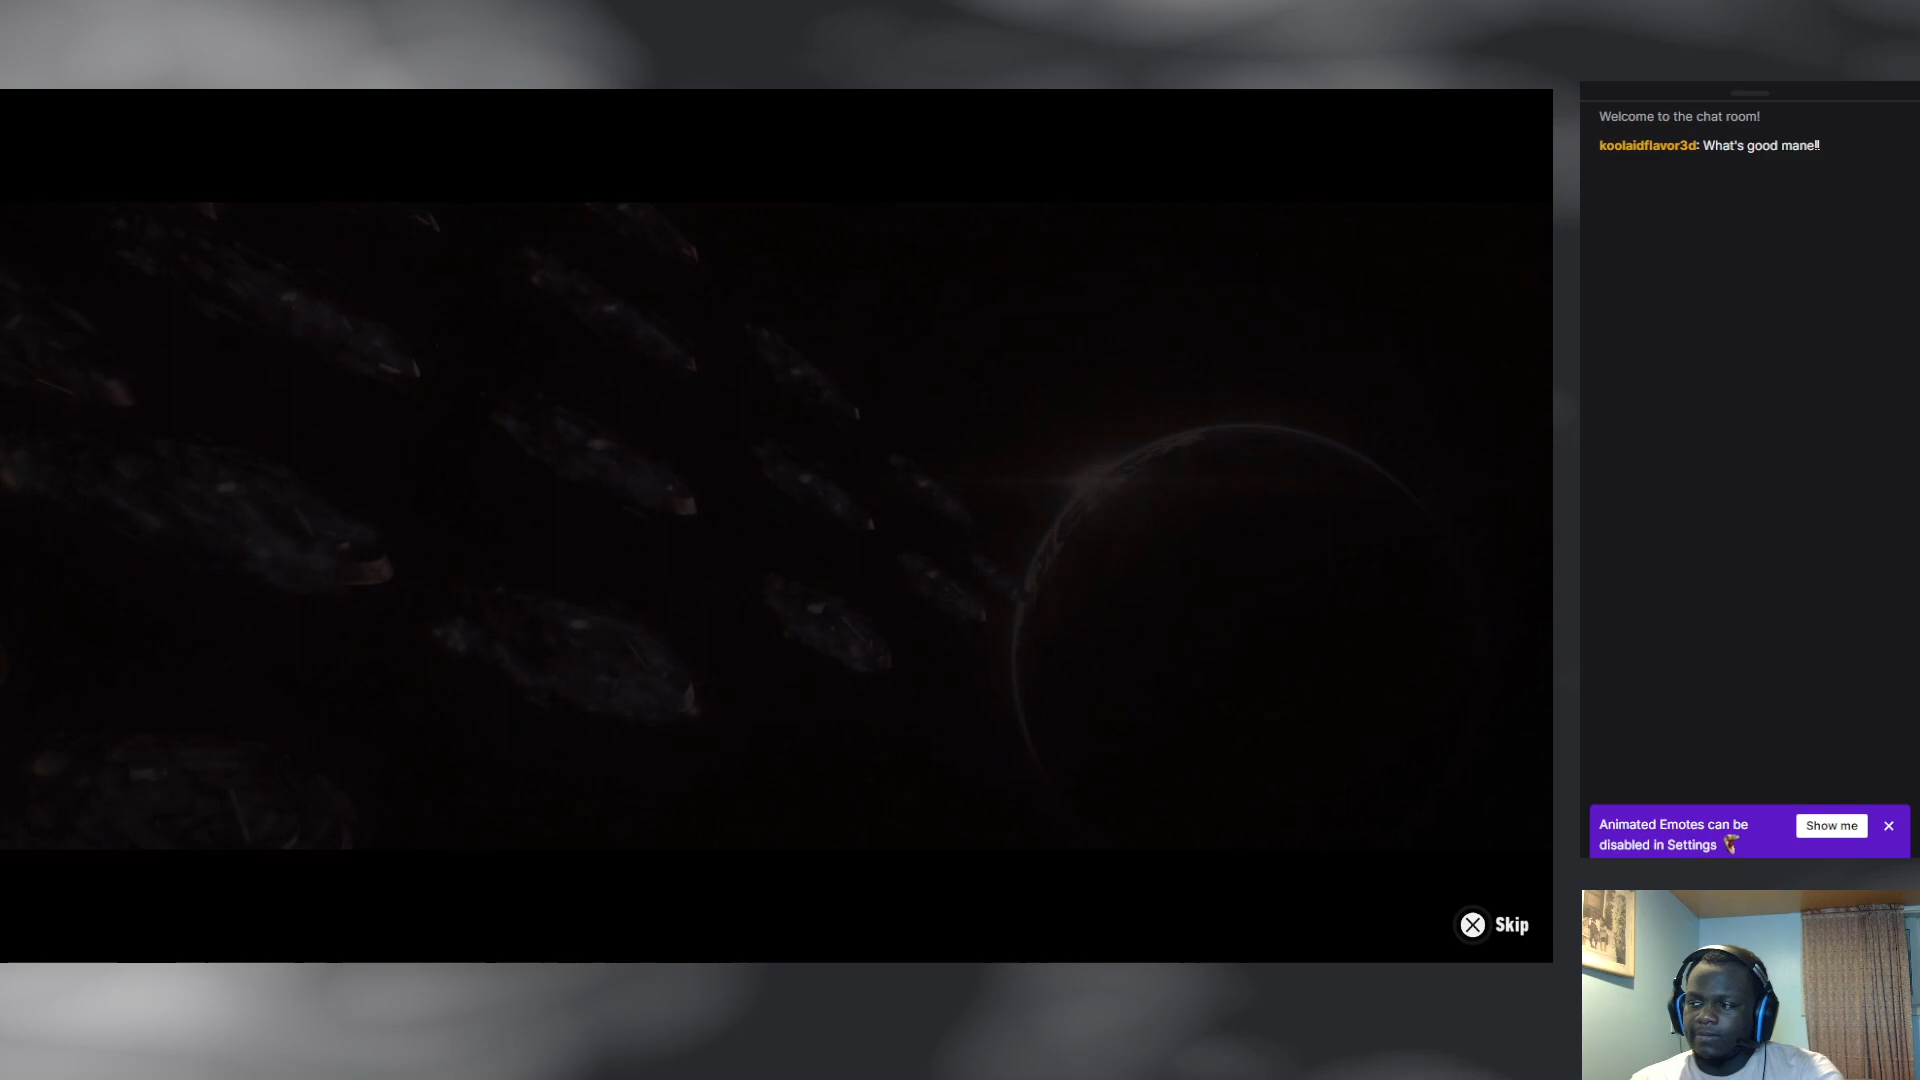 Welcome to the chat room!
koolaidflavor3d: What's good mane!!
Animated Emotes can be
disabled in Settings
Show me
Skip